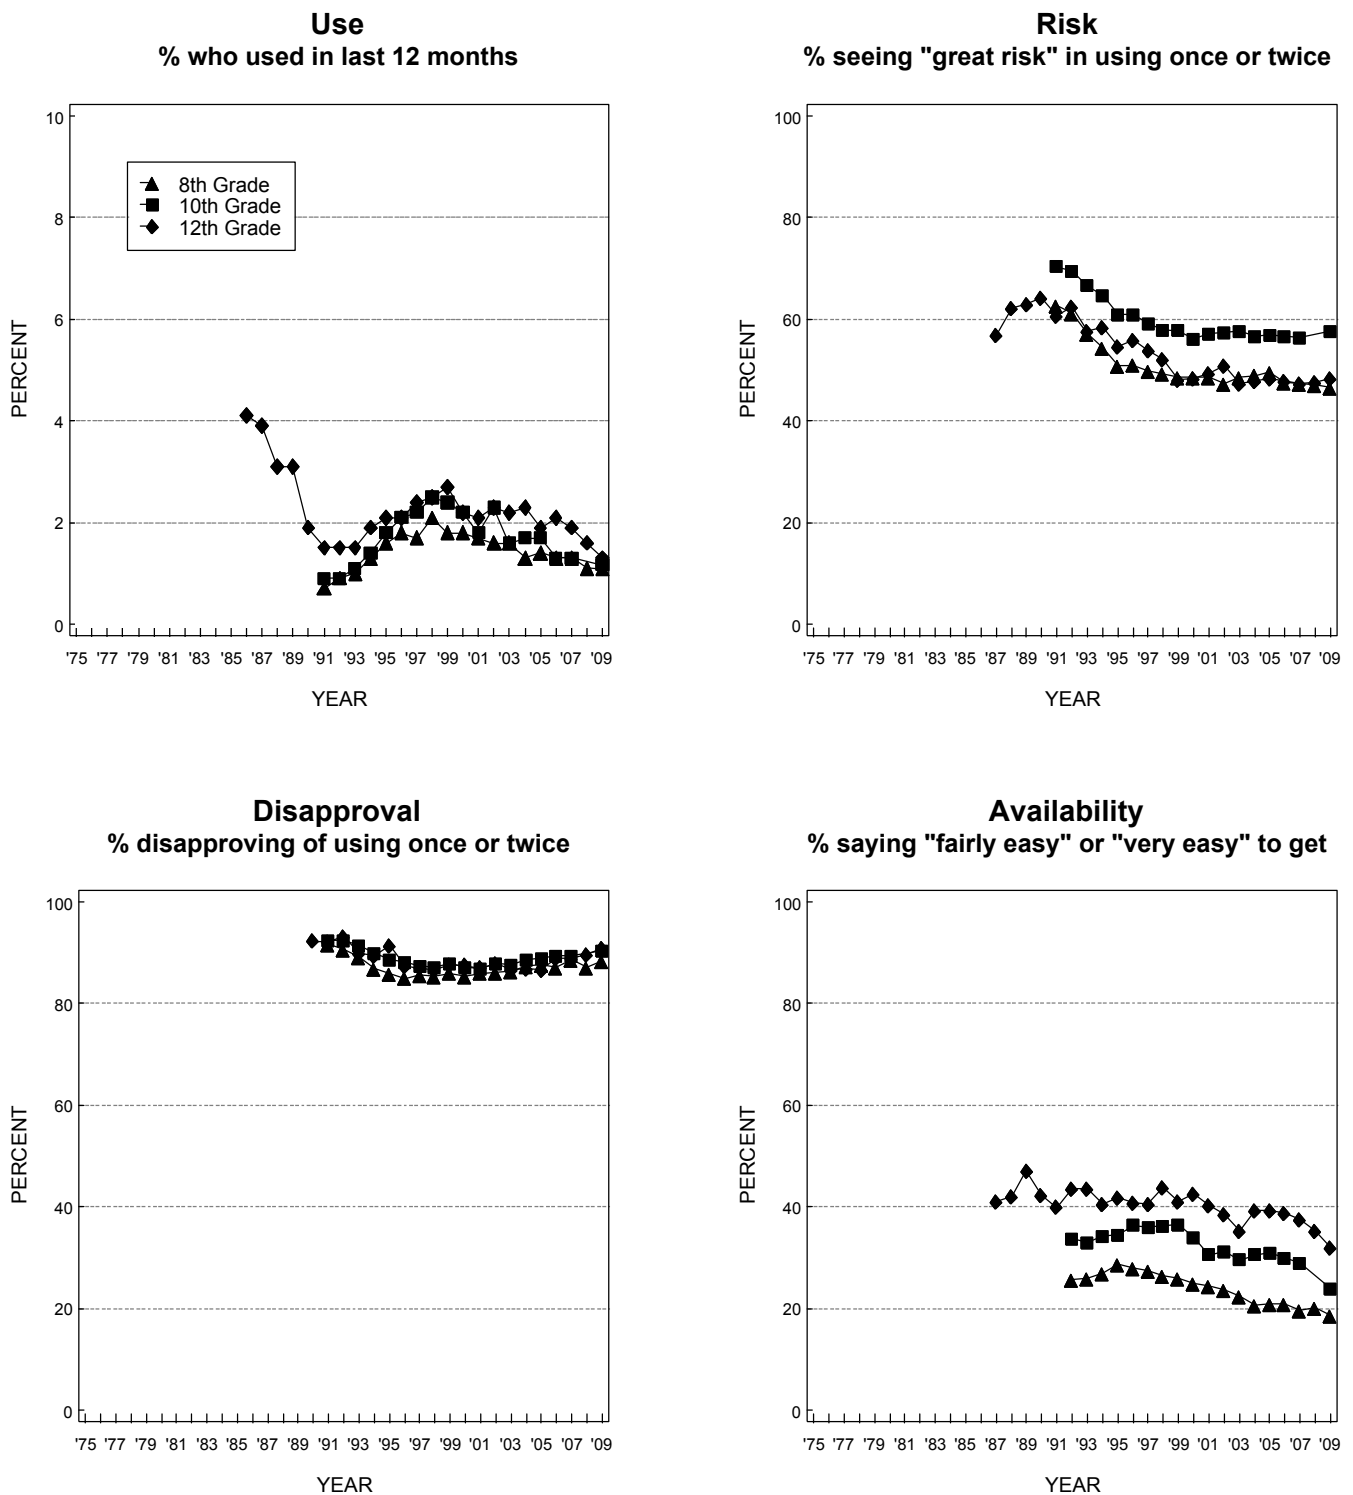 Use
% who used in last 12 months
10
8
6
4
2
0
PERCENT
8th Grade
10th Grade
12th Grade
'75 '77 '79 '81 '83 '85 '87 '89 '91 '93 '95 '97 '99 '01 '03 '05 '07 '09
YEAR
Risk
% seeing "great risk" in using once or twice
100
80
60
40
20
0
PERCENT
'75 '77 '79 '81 '83 '85 '87 '89 '91 '93 '95 '97 '99 '01 '03 '05 '07 '09
YEAR
Disapproval
% disapproving of using once or twice
100
80
60
40
20
0
PERCENT
'75 '77 '79 '81 '83 '85 '87 '89 '91 '93 '95 '97 '99 '01 '03 '05 '07 '09
YEAR
Availability
% saying "fairly easy" or "very easy" to get
100
80
60
40
20
0
PERCENT
'75 '77 '79 '81 '83 '85 '87 '89 '91 '93 '95 '97 '99 '01 '03 '05 '07 '09
YEAR